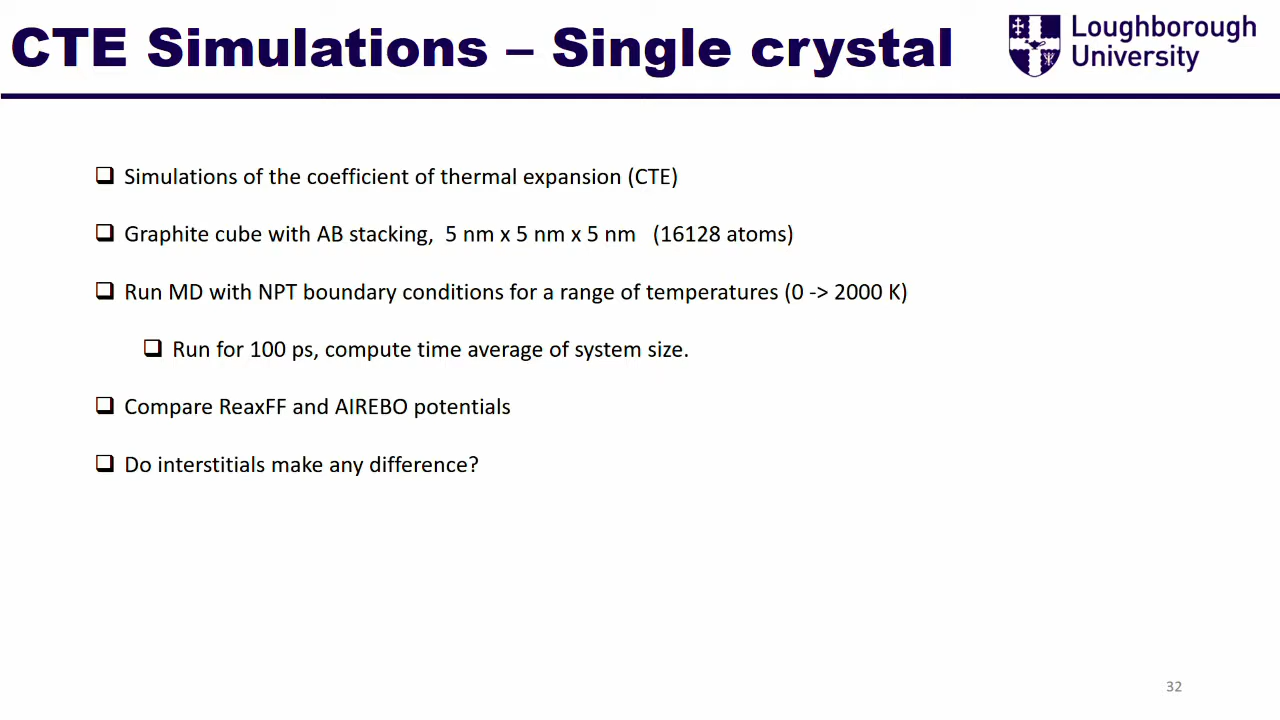 CTE Simulations – Single crystal
Loughborough
University
❑ Simulations of the coefficient of thermal expansion (CTE)
❑ Graphite cube with AB stacking,  5 nm x 5 nm x 5 nm   (16128 atoms)
❑ Run MD with NPT boundary conditions for a range of temperatures (0 -> 2000 K)
❑ Run for 100 ps, compute time average of system size.
❑ Compare ReaxFF and AIREBO potentials
❑ Do interstitials make any difference?
32